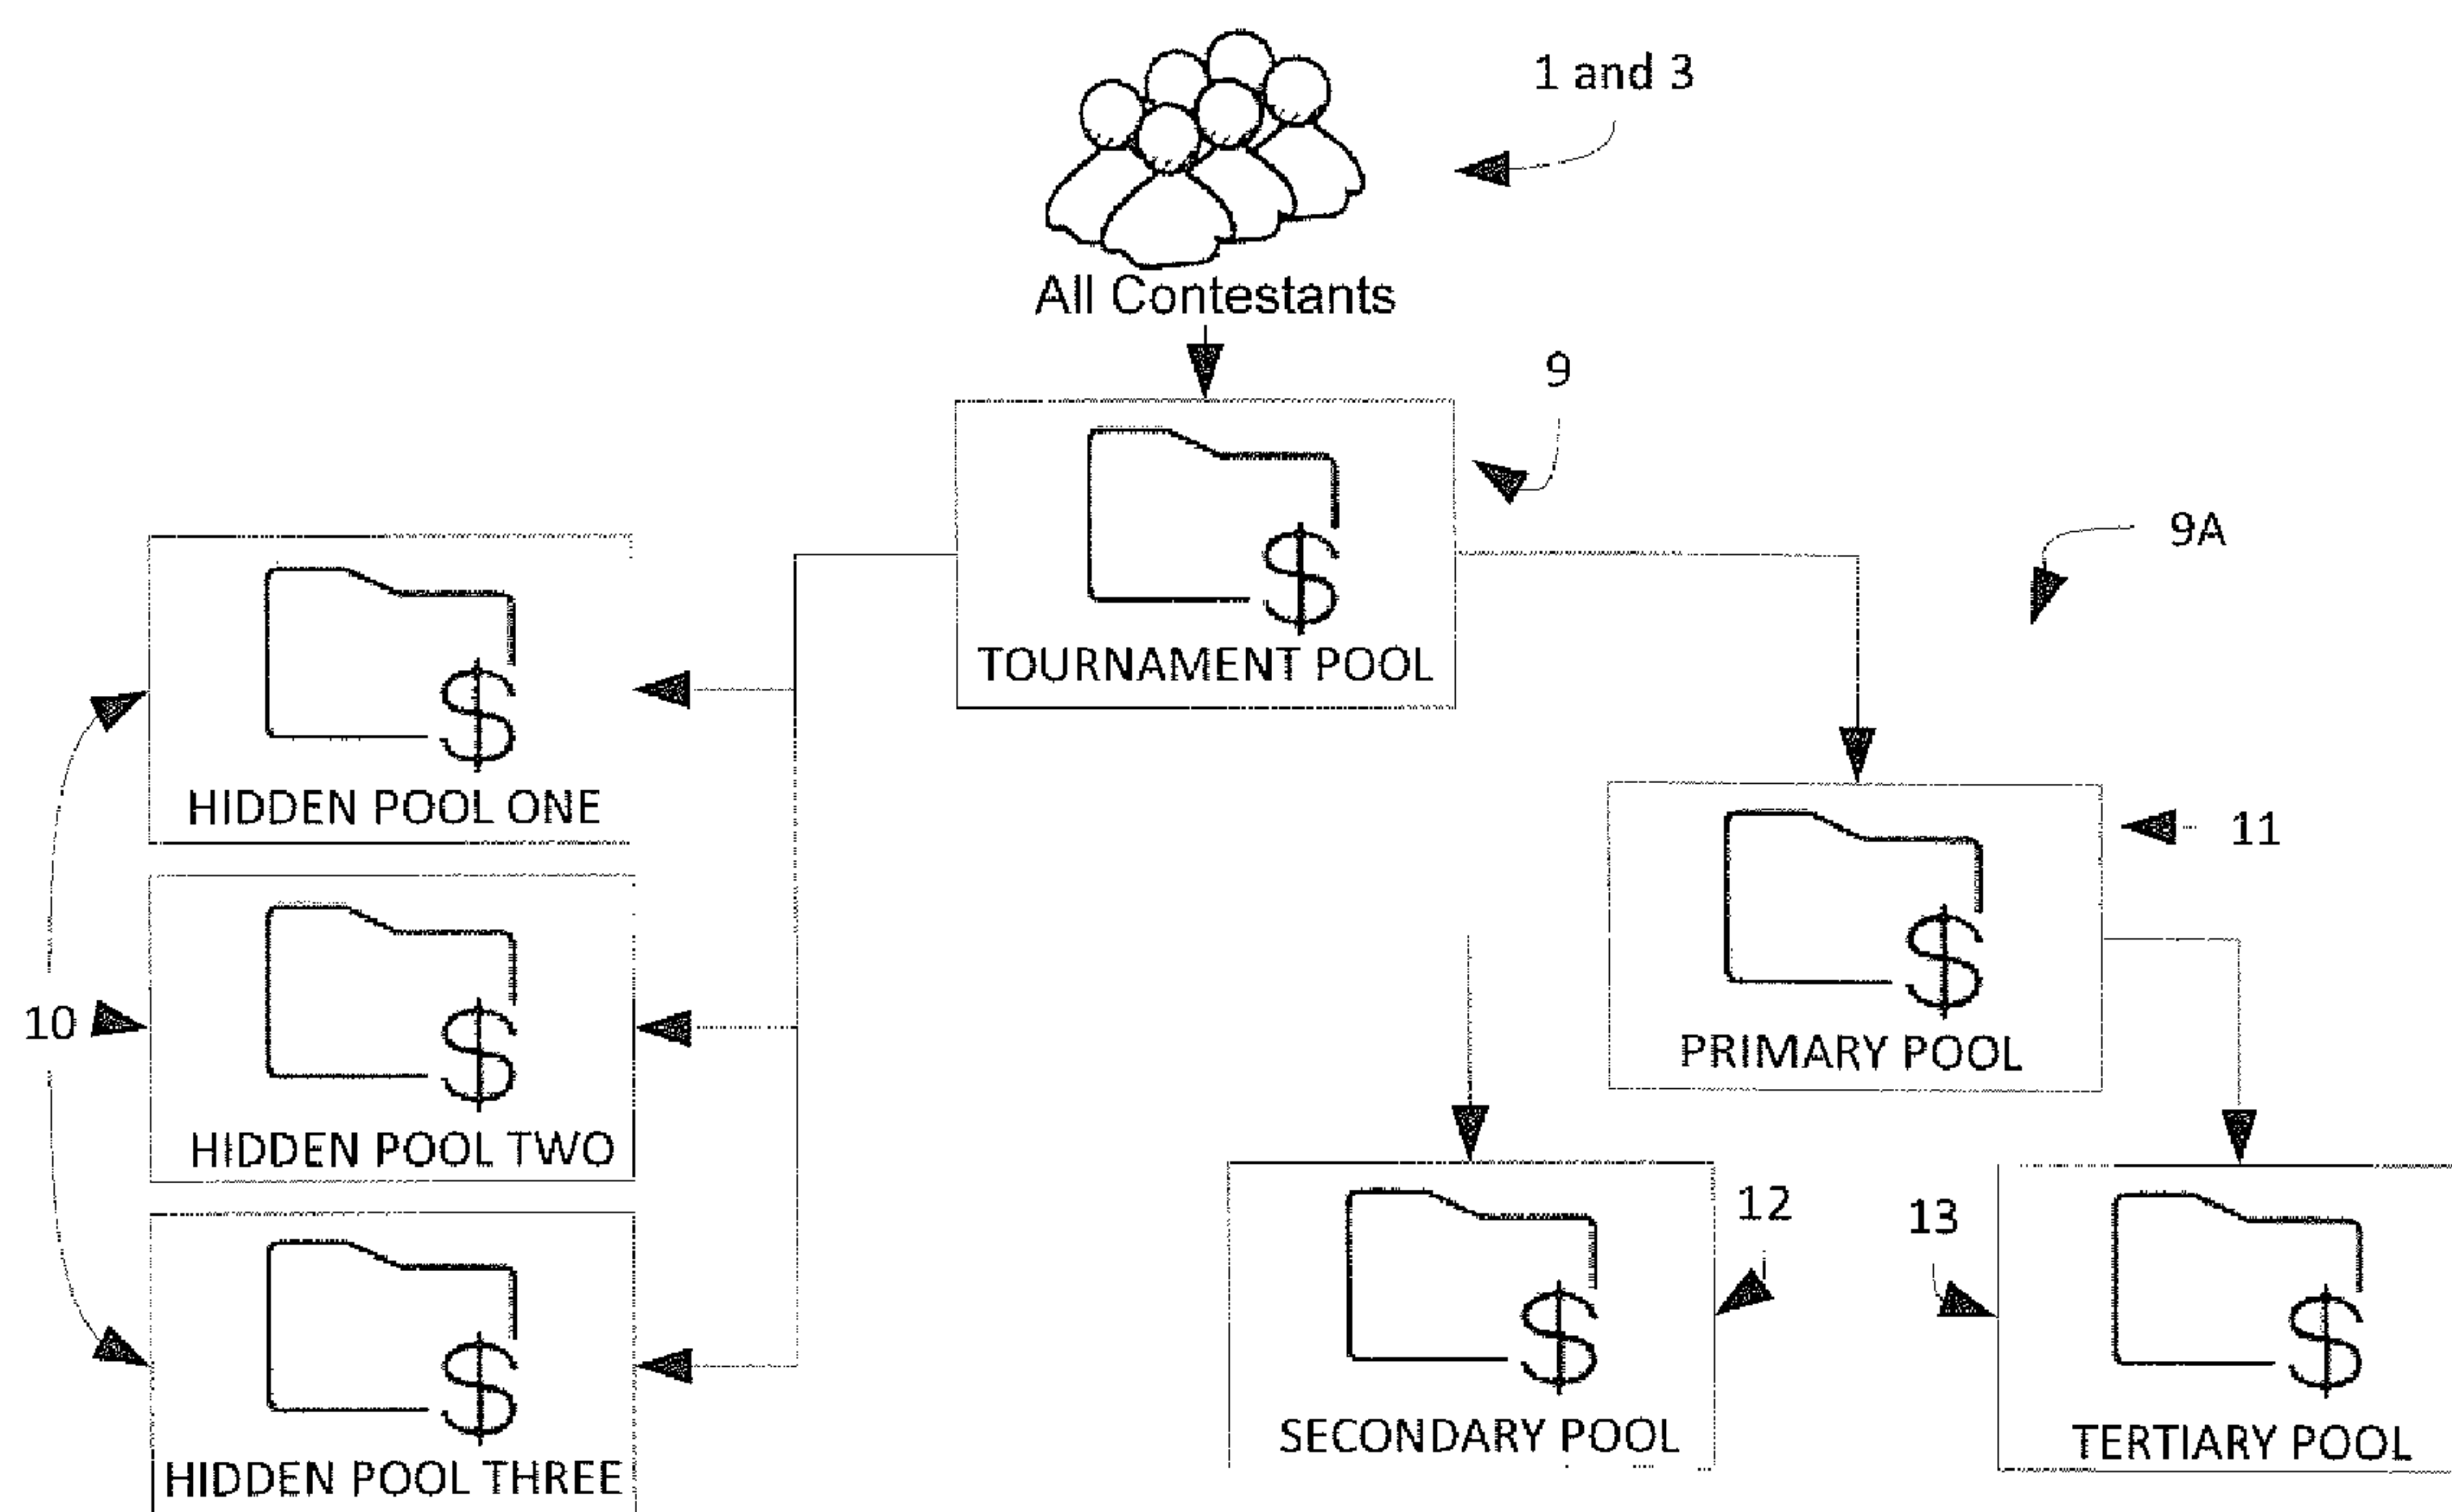 1 and 3
All Contestants
9
9A
$
TOURNAMENT POOL
$
HIDDEN POOL ONE
11
$
PRIMARY POOL
10
$
HIDDEN POOL TWO
12
13
$
SECONDARY POOL
$
TERTIARY POOL
$
HIDDEN POOL THREE